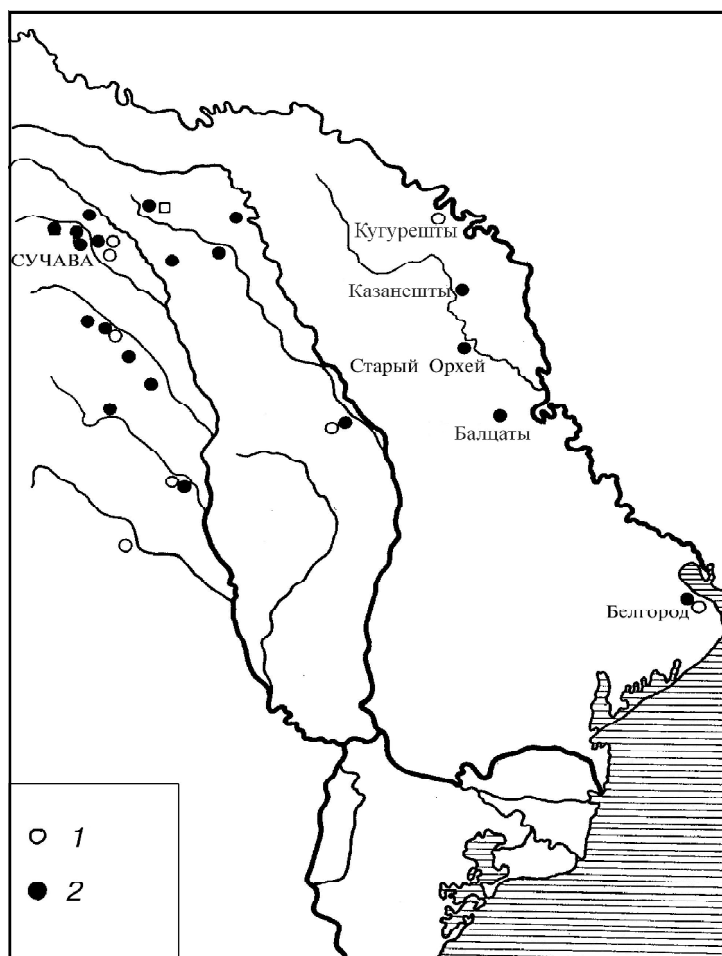 Кугурешты
СУЧАВА
Казансшты
Старый Орхей
Балцаты
Белгород
1
2